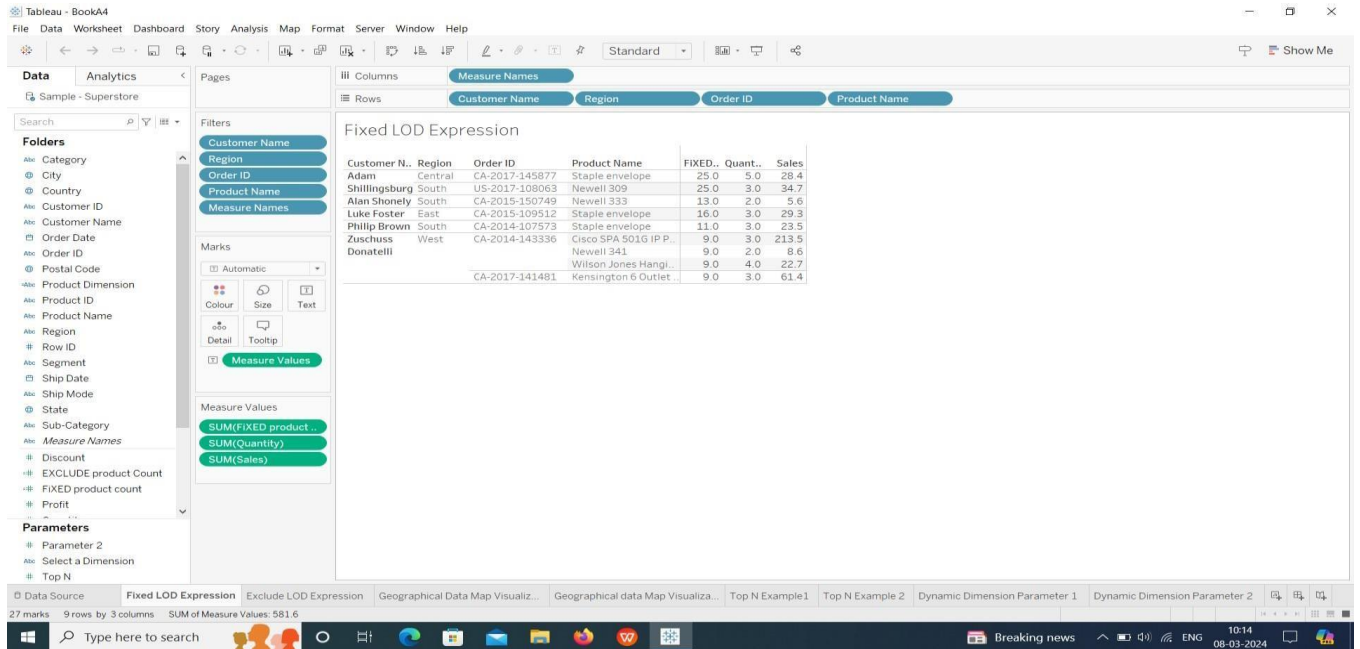 Tableau - BookA4
File Data Worksheet Dashboard Story Analysis Map Format Server Window Help
Standard
Show Me
Data Analytics
Sample - Superstore
Search
Folders
Abc Category
City
Country
Abc Customer ID
Abc Customer Name
Order Date
Abc Order ID
Postal Code
Abc Product Dimension
Abc Product ID
Abc Product Name
Abc Region
# Row ID
Abc Segment
Ship Date
Abc Ship Mode
State
Abc Sub-Category
Abc Measure Names
# Discount
# EXCLUDE product Count
# FiXED product count
# Profit
Parameters
# Parameter 2
Abc Select a Dimension
# Top N
Pages
Filters
Customer Name
Region
Order ID
Product Name
Measure Names
Marks
Automatic
Colour Size Text
Detail Tooltip
Measure Values
Measure Values
SUM(FiXED product ..
SUM(Quantity)
SUM(Sales)
Columns Measure Names
Rows Customer Name Region Order ID Product Name
Fixed LOD Expression
Customer N.. Region Order ID Product Name FiXED.. Quant.. Sales
Adam Central CA-2017-145877 Staple envelope 25.0 5.0 28.4
Shillingsburg South US-2017-108063 Newell 309 25.0 3.0 34.7
Alan Shonely South CA-2015-150749 Newell 333 13.0 2.0 5.6
Luke Foster East CA-2015-109512 Staple envelope 16.0 3.0 29.3
Philip Brown South CA-2014-107573 Staple envelope 11.0 3.0 23.5
Zuschuss West CA-2014-143336 Cisco SPA 501G IP P.. 9.0 3.0 213.5
Donatelli Newell 341 9.0 2.0 8.6
Wilson Jones Hangi.. 9.0 4.0 22.7
CA-2017-141481 Kensington 6 Outlet .. 9.0 3.0 61.4
Data Source Fixed LOD Expression Exclude LOD Expression Geographical Data Map Visualiz... Geographical data Map Visualiza... Top N Example1 Top N Example 2 Dynamic Dimension Parameter 1 Dynamic Dimension Parameter 2
27 marks 9 rows by 3 columns SUM of Measure Values: 581.6
Type here to search
Breaking news ENG 10:14
08-03-2024